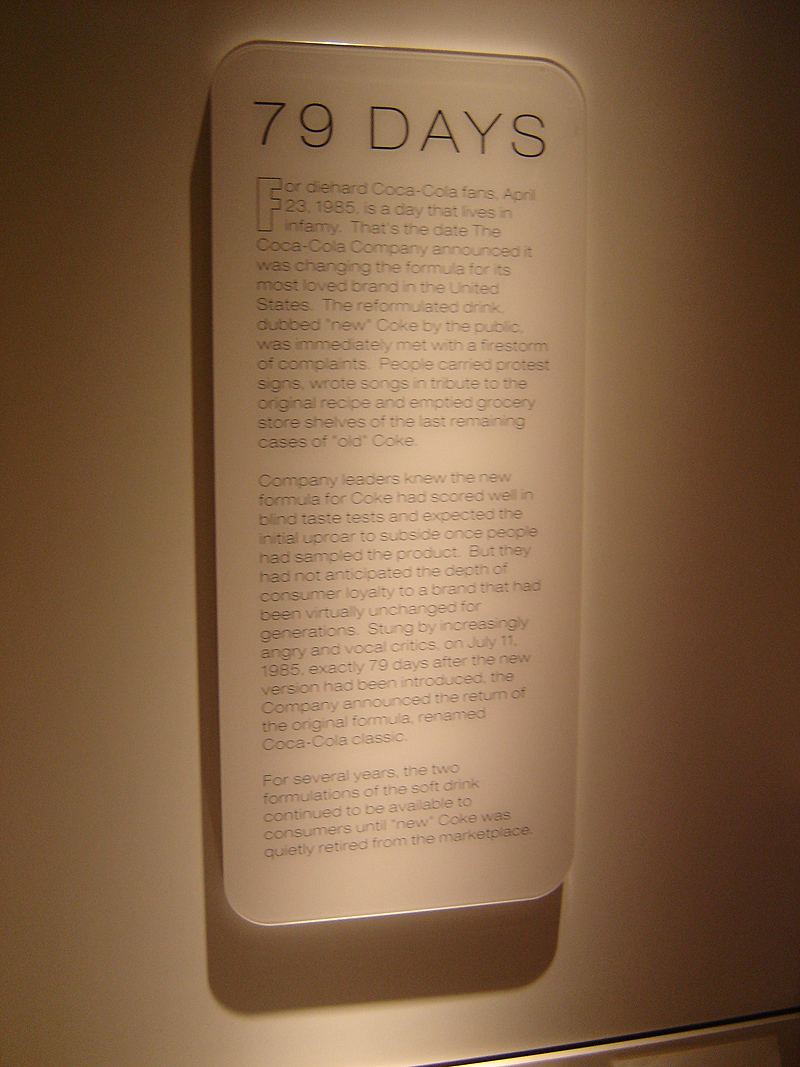 79 DAYS
For diehard Coca-Cola fans, April
23, 1985, is a day that lives in
infamy. That's the date The
Coca-Cola Company announced it
was changing the formula for its
most loved brand in the United
States. The reformulated drink,
dubbed "new" Coke by the public,
was immediately met with a firestorm
of complaints. People carried protest
signs, wrote songs in tribute to the
original recipe and emptied grocery
store shelves of the last remaining
cases of "old" Coke.
Company leaders knew the new
formula for Coke had scored well in
blind taste tests and expected the
initial uproar to subside once people
had sampled the product. But they
had not anticipated the depth of
consumer loyalty to a brand that had
been virtually unchanged for
generations. Stung by increasingly
angry and vocal critics, on July 11,
1985, exactly 79 days after the new
version had been introduced, the
Company announced the return of
the original formula, renamed
Coca-Cola classic.
For several years, the two
formulations of the soft drink
continued to be available to
consumers until "new" Coke was
quietly retired from the marketplace.